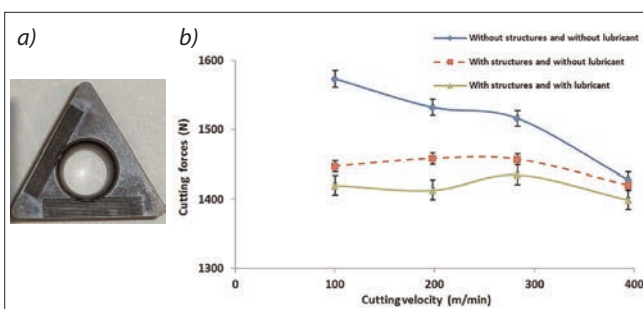 a)
b)
Without structures and without lubricant
With structures and without lubricant
With structures and with lubricant
Cutting forces (N)
1600
1500
1400
1300
0
100
200
300
400
Cutting velocity (m/min)